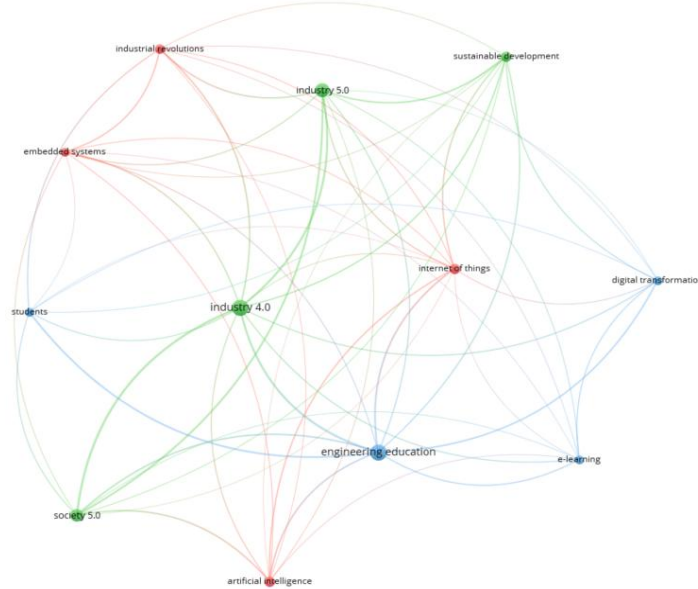 industrial revolutions
sustainable development
industry 5.0
embedded systems
internet of things
digital transformatio
industry 4.0
students
engineering education
e-learning
society 5.0
artificial intelligence